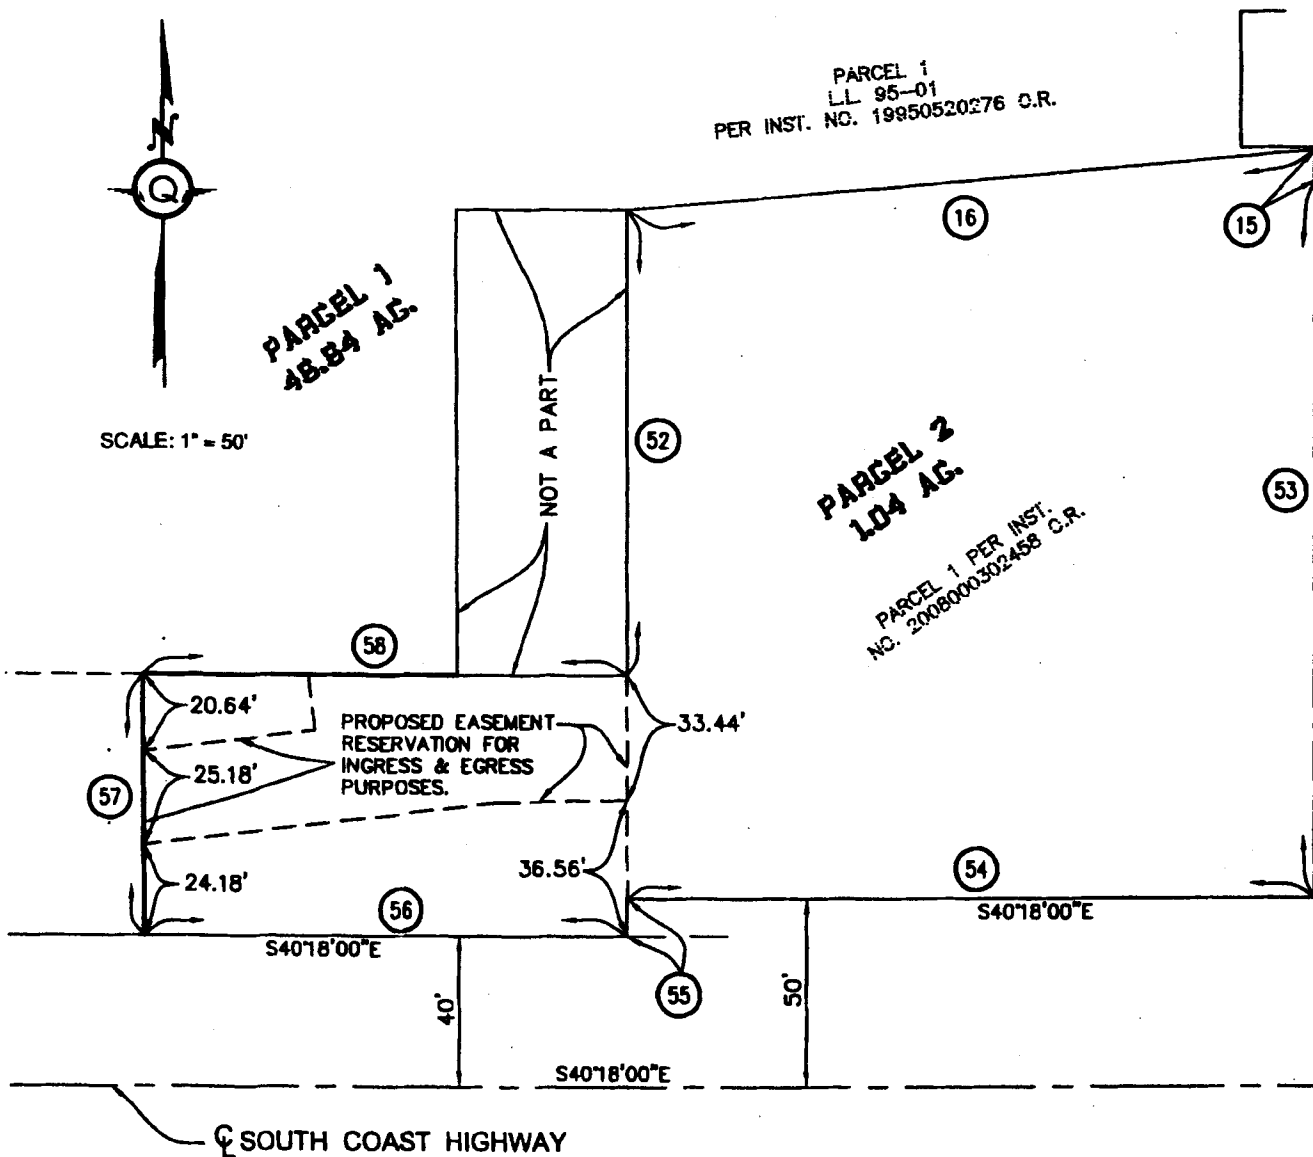 PARCEL 1
LL 95-01
PER INST. NO. 19950520276 O.R.
N
Q
16
15
PARCEL 1
48.84 AC.
SCALE: 1" = 50'
NOT A PART
52
PARCEL 2
1.04 AC.
53
PARCEL 1 PER INST.
NO. 2008000302458 O.R.
58
20.64'
PROPOSED EASEMENT
RESERVATION FOR
INGRESS & EGRESS
PURPOSES.
33.44'
25.18'
57
24.18'
36.56'
54
S40°18'00"E
56
S40°18'00"E
55
40'
50'
S40°18'00"E
℄ SOUTH COAST HIGHWAY